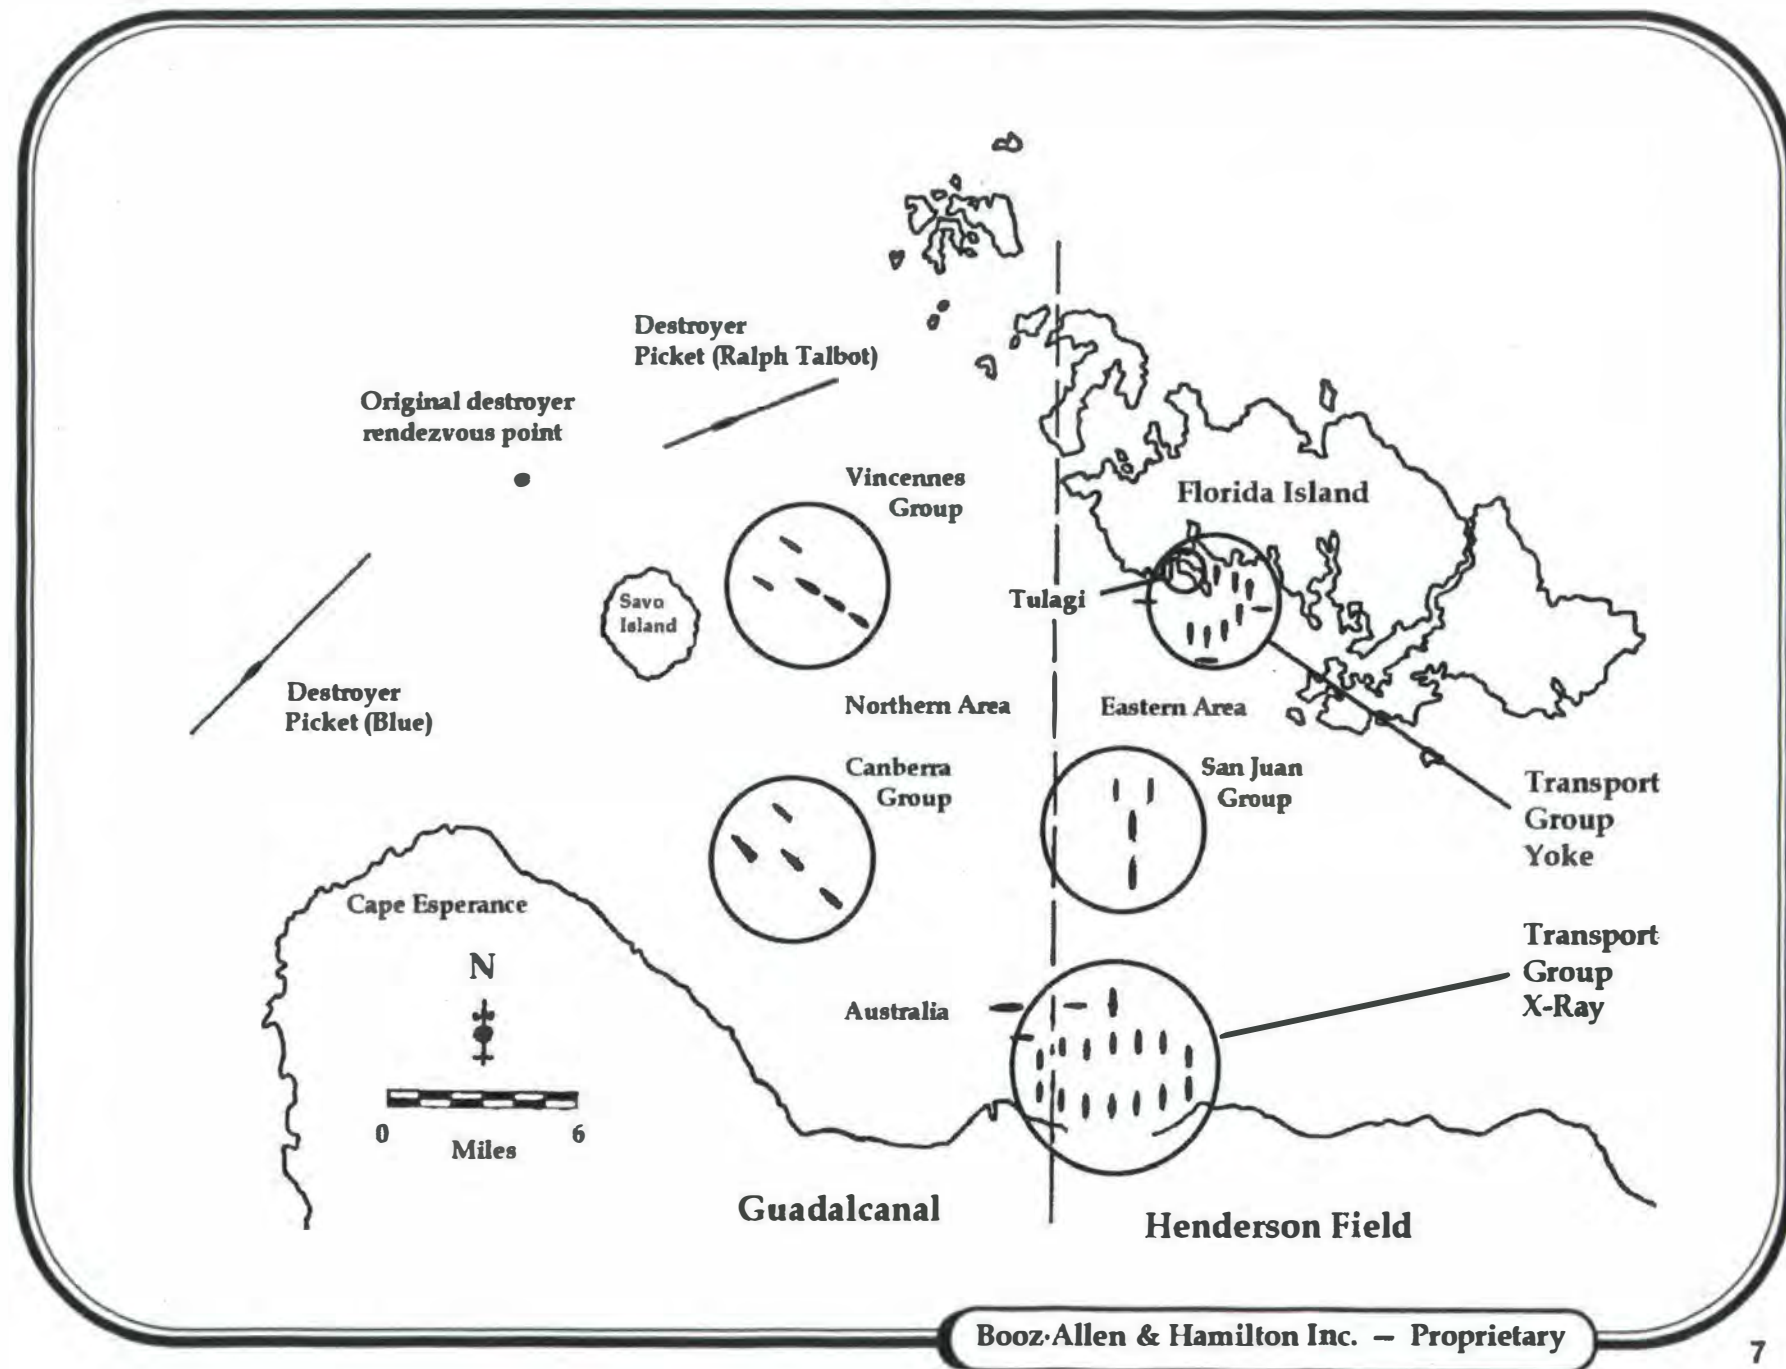 Destroyer
Picket (Ralph Talbot)
Original destroyer
rendezvous point
Vincennes
Group
Florida Island
Savo
Island
Tulagi
Destroyer
Picket (Blue)
Northern Area
Eastern Area
Canberra
Group
San Juan
Group
Transport
Group
Yoke
Cape Esperance
N
Transport
Group
X-Ray
Australia
0
6
Miles
Guadalcanal
Henderson Field
Booz·Allen & Hamilton Inc. — Proprietary
7